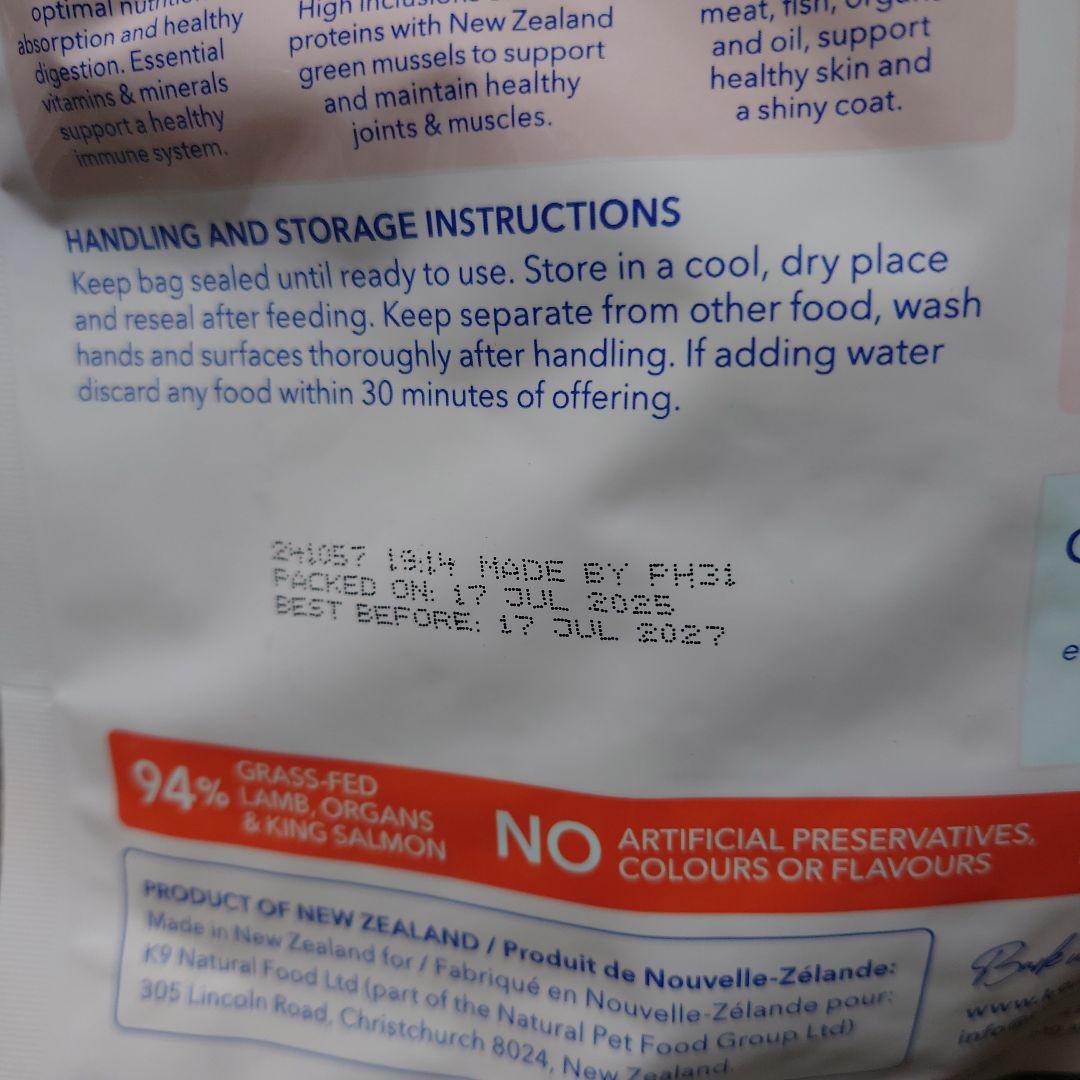 optimal
absorption and healthy
digestion. Essential
vitamins & minerals
support a healthy
immune system.
High
proteins with New Zealand
green mussels to support
and maintain healthy
joints & muscles.
meat, fish,
and oil, support
healthy skin and
a shiny coat.
HANDLING AND STORAGE INSTRUCTIONS
Keep bag sealed until ready to use. Store in a cool, dry place
and reseal after feeding. Keep separate from other food, wash
hands and surfaces thoroughly after handling. If adding water
discard any food within 30 minutes of offering.
241057 19:14 MADE BY FH31
PACKED ON: 17 JUL 2025
BEST BEFORE: 17 JUL 2027
94% GRASS-FED
LAMB, ORGANS
& KING SALMON
NO ARTIFICIAL PRESERVATIVES,
COLOURS OR FLAVOURS
PRODUCT OF NEW ZEALAND / Produit de Nouvelle-Zélande:
Made in New Zealand for / Fabriqué en Nouvelle-Zélande pour:
K9 Natural Food Ltd (part of the Natural Pet Food Group Ltd)
305 Lincoln Road, Christchurch 8024, New Zealand.